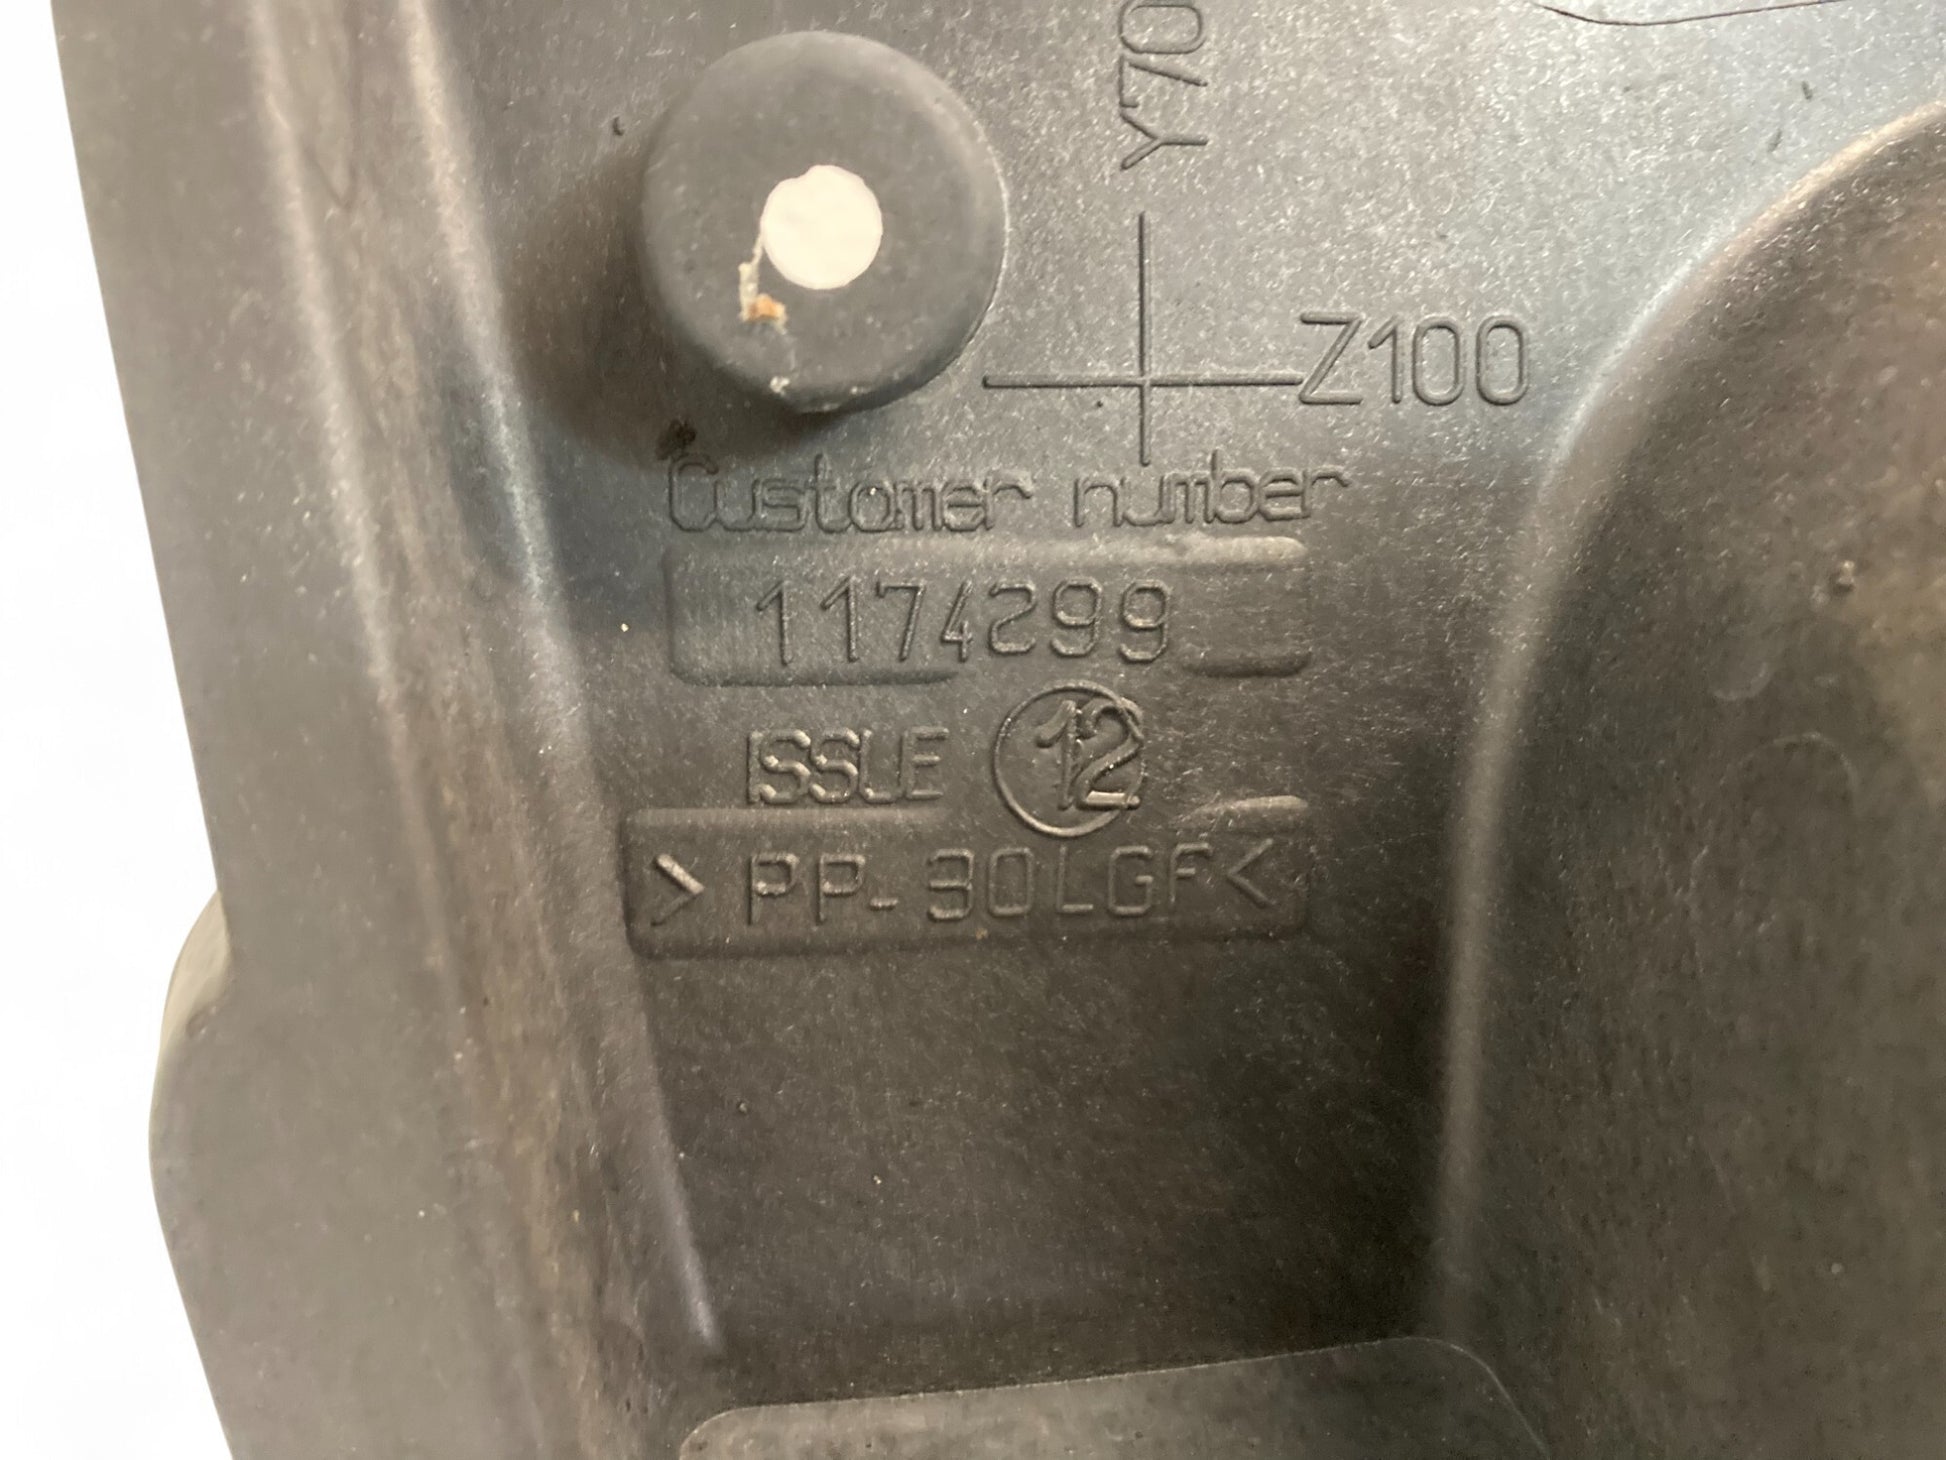 Y70
Z100
Customer number
1174299
ISSUE 12
> PP-30LGF <